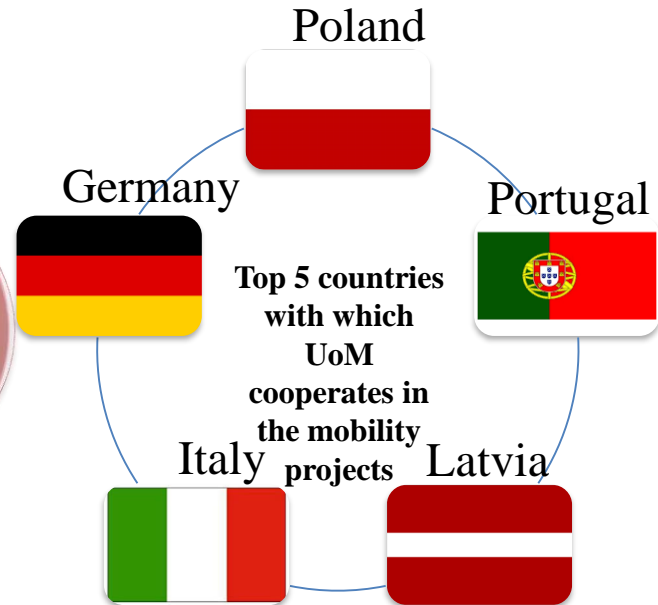 Poland
Germany
Portugal
Top 5 countries
with which
UoM
cooperates in
the mobility
projects
Italy
Latvia